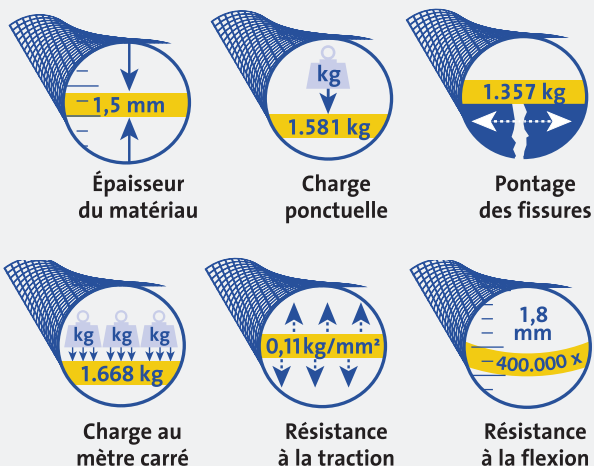 1,5 mm
Épaisseur
du matériau
kg
1.581 kg
Charge
ponctuelle
1.357 kg
Pontage
des fissures
kg kg kg
1.668 kg
Charge au
mètre carré
0,11kg/mm²
Résistance
à la traction
1,8
mm
400.000 x
Résistance
à la flexion